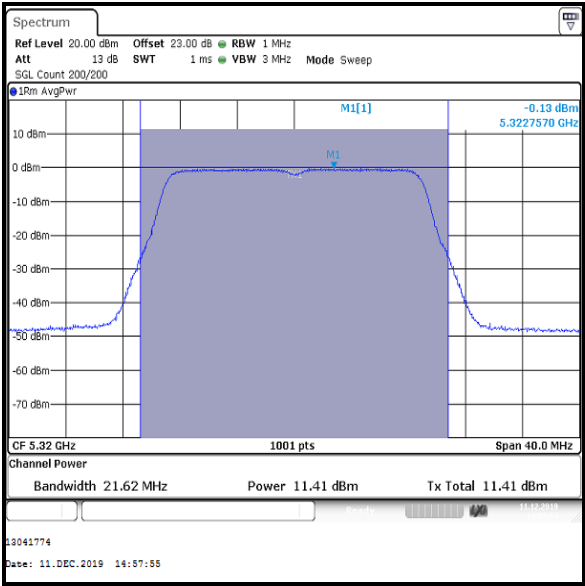 Spectrum
Ref Level 20.00 dBm Offset 23.00 dB RBW 1 MHz
Att 13 dB SWT 1 ms VBW 3 MHz Mode Sweep
SGL Count 200/200
1Rm AvgPwr
M1[1] -0.13 dBm
5.3227570 GHz
10 dBm
M1
0 dBm
-10 dBm
-20 dBm
-30 dBm
-40 dBm
-50 dBm
-60 dBm
-70 dBm
CF 5.32 GHz 1001 pts Span 40.0 MHz
Channel Power
Bandwidth 21.62 MHz Power 11.41 dBm Tx Total 11.41 dBm
Ready 11.12.2019
13041774
Date: 11.DEC.2019 14:57:55